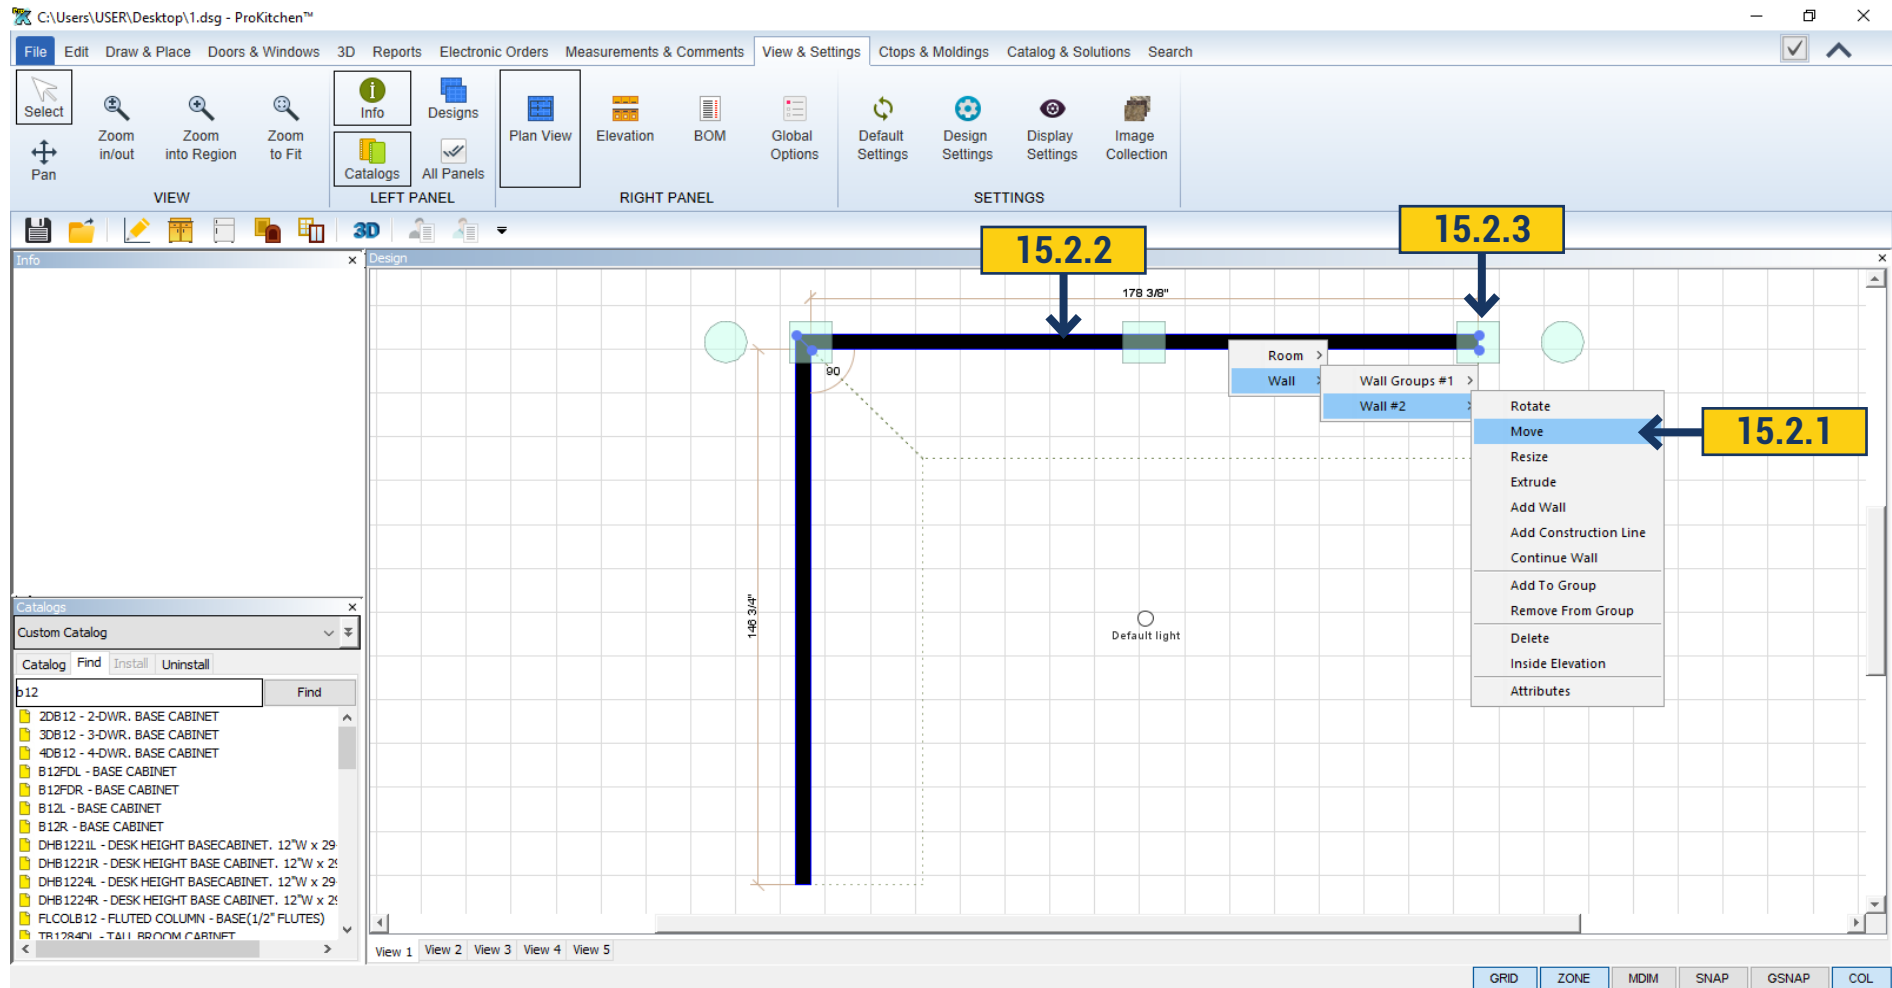 C:\Users\USER\Desktop\1.dsg - ProKitchen™
File Edit Draw & Place Doors & Windows 3D Reports Electronic Orders Measurements & Comments View & Settings Ctops & Moldings Catalog & Solutions Search
Select
Pan
Zoom in/out
Zoom into Region
Zoom to Fit
VIEW
Info
Catalogs
Designs
All Panels
LEFT PANEL
Plan View
Elevation
BOM
Global Options
RIGHT PANEL
Default Settings
Design Settings
Display Settings
Image Collection
SETTINGS
3D
Info
Design
15.2.2
15.2.3
178 3/8"
90
146 3/4"
Room
Wall
Wall Groups #1
Wall #2
Rotate
Move
15.2.1
Resize
Extrude
Add Wall
Add Construction Line
Continue Wall
Add To Group
Remove From Group
Delete
Inside Elevation
Attributes
Default light
Catalogs
Custom Catalog
Catalog Find Install Uninstall
b12 Find
2DB12 - 2-DWR. BASE CABINET
3DB12 - 3-DWR. BASE CABINET
4DB12 - 4-DWR. BASE CABINET
B12FDL - BASE CABINET
B12FDR - BASE CABINET
B12L - BASE CABINET
B12R - BASE CABINET
DHB1221L - DESK HEIGHT BASECABINET. 12"W x 29
DHB1221R - DESK HEIGHT BASE CABINET. 12"W x 29
DHB1224L - DESK HEIGHT BASECABINET. 12"W x 29
DHB1224R - DESK HEIGHT BASE CABINET. 12"W x 29
FLCOLB12 - FLUTED COLUMN - BASE(1/2" FLUTES)
TB1284DL - TALL BROOM CABINET
View 1 View 2 View 3 View 4 View 5
GRID ZONE MDIM SNAP GSNAP COL